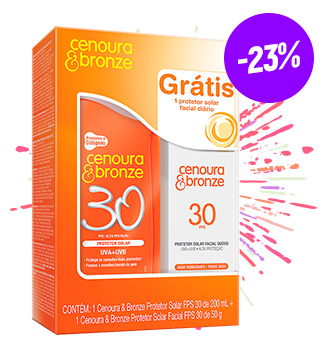 cenoura
&bronze
-23%
Grátis
1 protetor solar
facial diário
Preserva o
Colágeno
cenoura
&bronze
30
FPS • ALTA PROTEÇÃO
PROTETOR SOLAR
UVA+UVB
cenoura
&bronze
30
FPS
PROTETOR SOLAR FACIAL DIÁRIO
UVA+UVB • ALTA PROTEÇÃO
CONTÉM: 1 Cenoura & Bronze Protetor Solar FPS 30 de 200 mL +
1 Cenoura & Bronze Protetor Solar Facial FPS 30 de 50 g